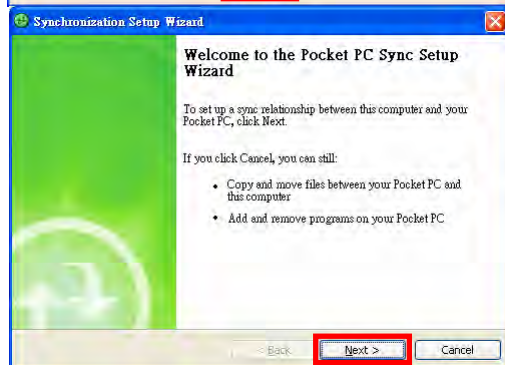 Synchronization Setup Wizard
Welcome to the Pocket PC Sync Setup
Wizard
To set up a sync relationship between this computer and your
Pocket PC, click Next.
If you click Cancel, you can still:
• Copy and move files between your Pocket PC and
this computer
• Add and remove programs on your Pocket PC
< Back
Next >
Cancel